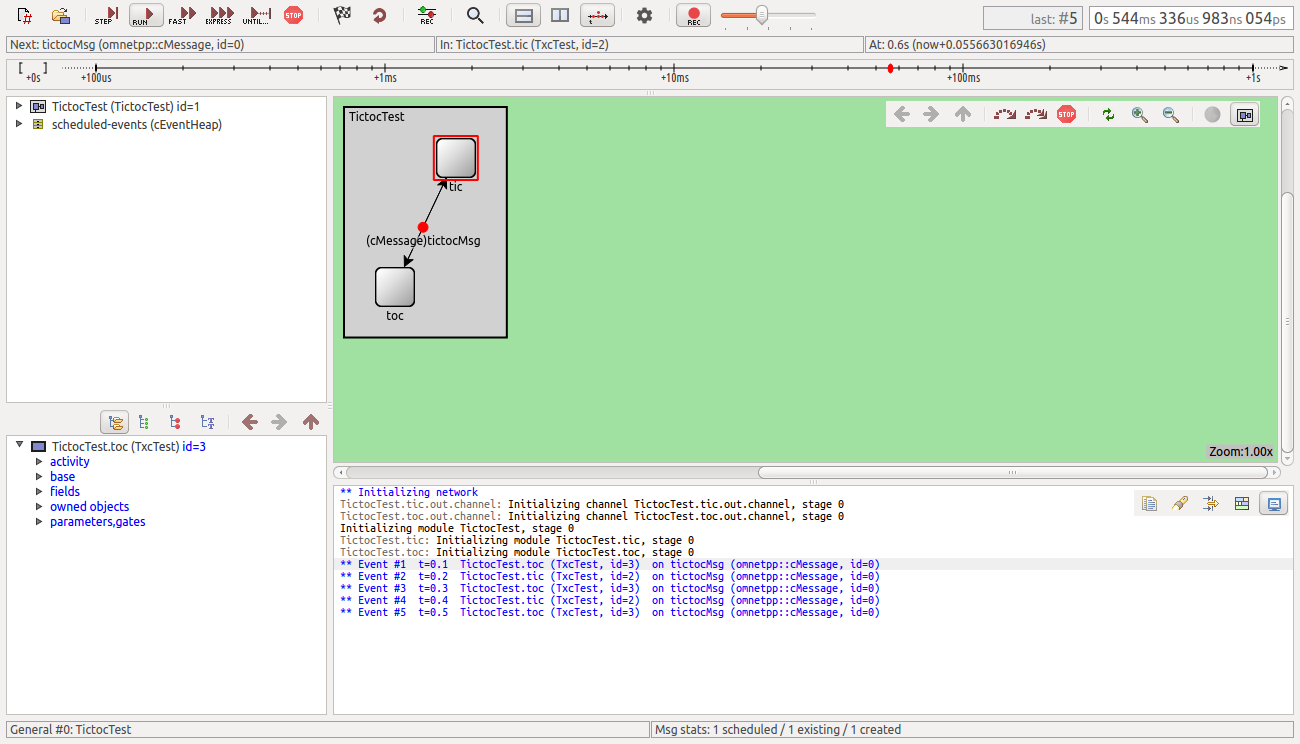 STEP RUN FAST EXPRESS UNTIL... STOP REC REC last: #5 0s 544ms 336us 983ns 054ps
Next: tictocMsg (omnetpp::cMessage, id=0) In: TictocTest.tic (TxcTest, id=2) At: 0.6s (now+0.055663016946s)
[ ]
+0s +100us +1ms +10ms +100ms +1s
TictocTest (TictocTest) id=1
scheduled-events (cEventHeap)
TictocTest
STOP
tic
(cMessage)tictocMsg
toc
Zoom:1.00x
TictocTest.toc (TxcTest) id=3
activity
base
fields
owned objects
parameters,gates
** Initializing network
TictocTest.tic.out.channel: Initializing channel TictocTest.tic.out.channel, stage 0
TictocTest.toc.out.channel: Initializing channel TictocTest.toc.out.channel, stage 0
Initializing module TictocTest, stage 0
TictocTest.tic: Initializing module TictocTest.tic, stage 0
TictocTest.toc: Initializing module TictocTest.toc, stage 0
** Event #1 t=0.1 TictocTest.toc (TxcTest, id=3) on tictocMsg (omnetpp::cMessage, id=0)
** Event #2 t=0.2 TictocTest.tic (TxcTest, id=2) on tictocMsg (omnetpp::cMessage, id=0)
** Event #3 t=0.3 TictocTest.toc (TxcTest, id=3) on tictocMsg (omnetpp::cMessage, id=0)
** Event #4 t=0.4 TictocTest.tic (TxcTest, id=2) on tictocMsg (omnetpp::cMessage, id=0)
** Event #5 t=0.5 TictocTest.toc (TxcTest, id=3) on tictocMsg (omnetpp::cMessage, id=0)
General #0: TictocTest Msg stats: 1 scheduled / 1 existing / 1 created